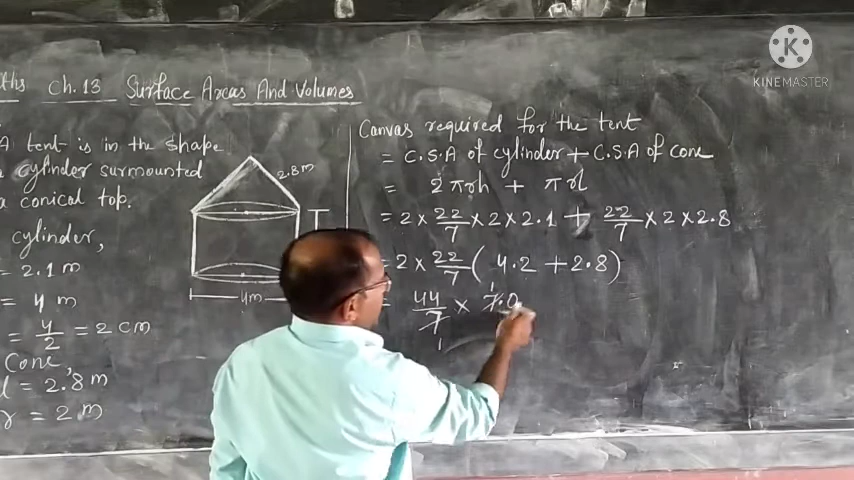 ths Ch. 13 Surface Areas And Volumes
A tent is in the shape
cylinder surmounted
a conical top.
cylinder,
= 2.1 m
= 4 m
= 4/2 = 2 cm
Cone,
l = 2.8 m
r = 2 m
2.8 m
4m
Canvas required for the tent
= C.S.A of cylinder + C.S.A of cone
= 2πrh + πrl
= 2 × 22/7 × 2 × 2.1 + 22/7 × 2 × 2.8
= 2 × 22/7 ( 4.2 + 2.8 )
= 44/7 × 7.0
1
1
K
KINEMASTER